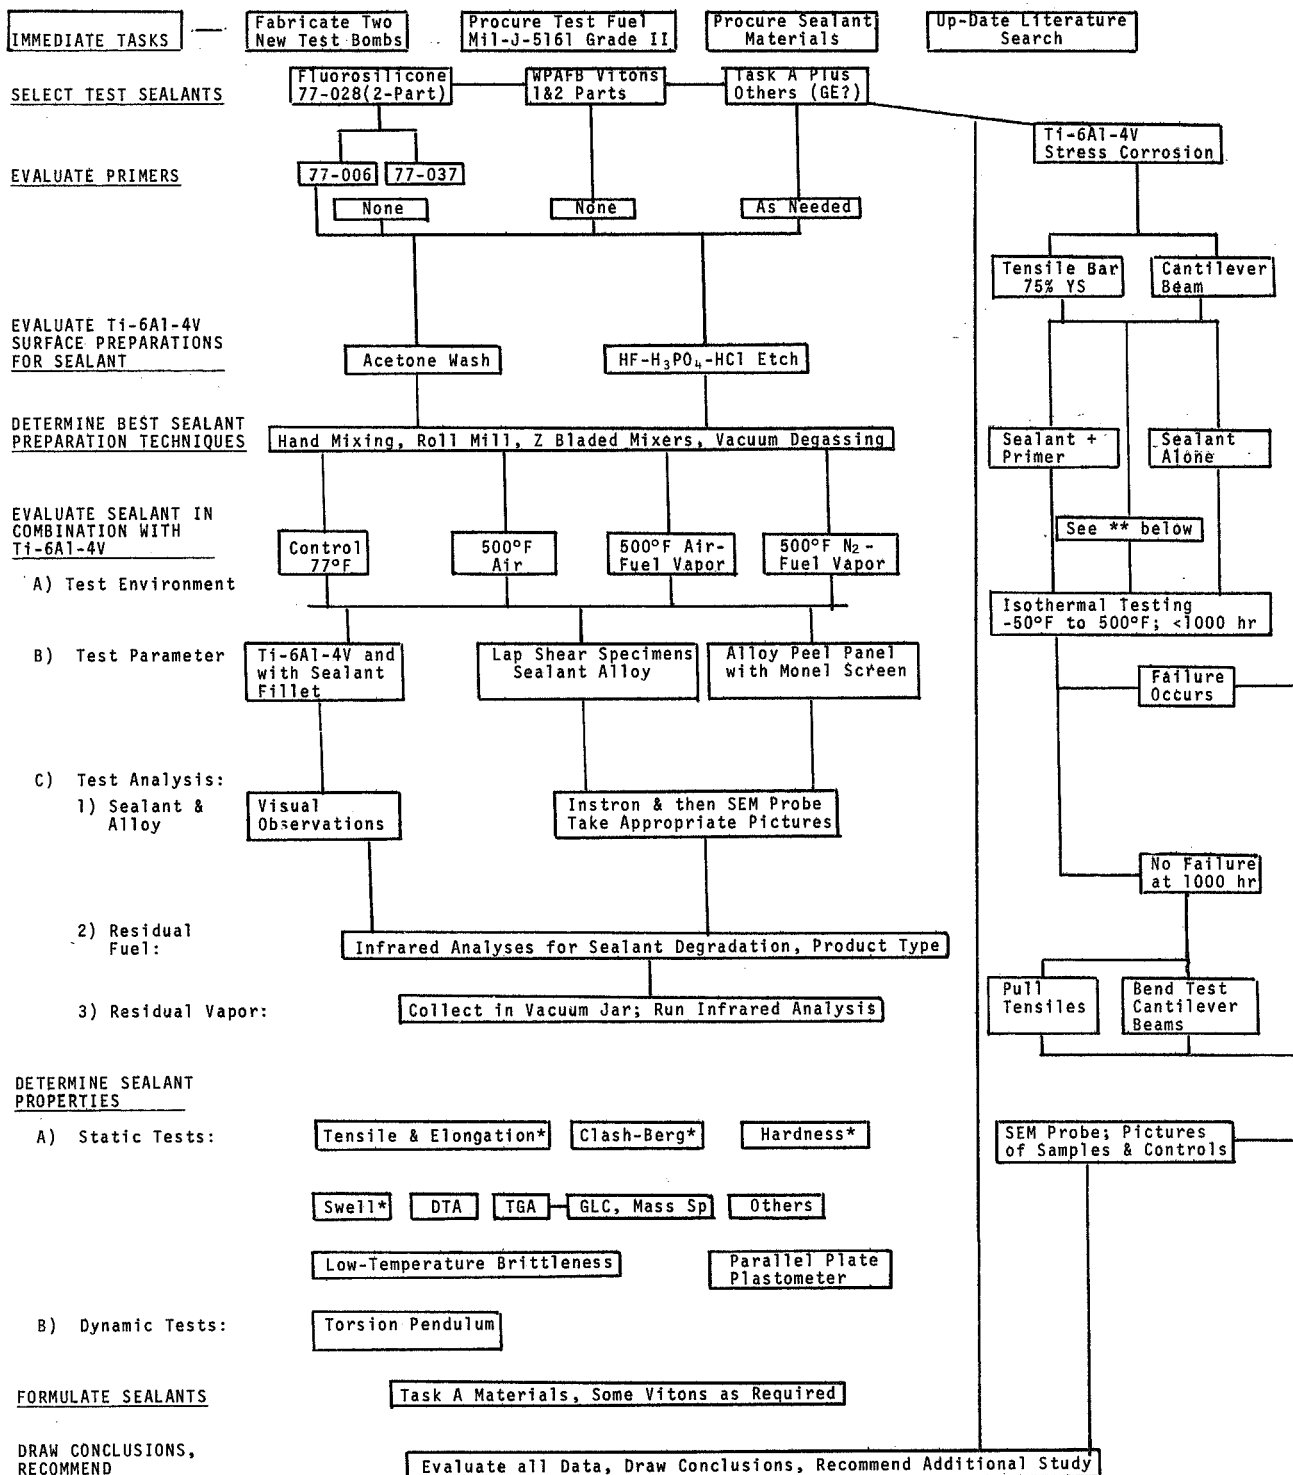 IMMEDIATE TASKS
Fabricate Two
New Test Bombs
Procure Test Fuel
Mil-J-5161 Grade II
Procure Sealant
Materials
Up-Date Literature
Search
SELECT TEST SEALANTS
Fluorosilicone
77-028(2-Part)
WPAFB Vitons
1&2 Parts
Task A Plus
Others (GE?)
Ti-6Al-4V
Stress Corrosion
EVALUATE PRIMERS
77-006
77-037
None
None
As Needed
Tensile Bar
75% YS
Cantilever
Beam
EVALUATE Ti-6Al-4V
SURFACE PREPARATIONS
FOR SEALANT
Acetone Wash
HF-H₃PO₄-HCl Etch
DETERMINE BEST SEALANT
PREPARATION TECHNIQUES
Hand Mixing, Roll Mill, Z Bladed Mixers, Vacuum Degassing
Sealant +
Primer
Sealant
Alone
See ** below
EVALUATE SEALANT IN
COMBINATION WITH
Ti-6Al-4V
A) Test Environment
Control
77°F
500°F
Air
500°F Air-
Fuel Vapor
500°F N₂-
Fuel Vapor
Isothermal Testing
-50°F to 500°F; <1000 hr
B) Test Parameter
Ti-6Al-4V and
with Sealant
Fillet
Lap Shear Specimens
Sealant Alloy
Alloy Peel Panel
with Monel Screen
Failure
Occurs
C) Test Analysis:
1) Sealant &
Alloy
Visual
Observations
Instron & then SEM Probe
Take Appropriate Pictures
No Failure
at 1000 hr
2) Residual
Fuel:
Infrared Analyses for Sealant Degradation, Product Type
3) Residual Vapor:
Collect in Vacuum Jar; Run Infrared Analysis
Pull
Tensiles
Bend Test
Cantilever
Beams
DETERMINE SEALANT
PROPERTIES
A) Static Tests:
Tensile & Elongation*
Clash-Berg*
Hardness*
SEM Probe; Pictures
of Samples & Controls
Swell*
DTA
TGA
GLC, Mass Sp
Others
Low-Temperature Brittleness
Parallel Plate
Plastometer
B) Dynamic Tests:
Torsion Pendulum
FORMULATE SEALANTS
Task A Materials, Some Vitons as Required
DRAW CONCLUSIONS,
RECOMMEND
Evaluate all Data, Draw Conclusions, Recommend Additional Study